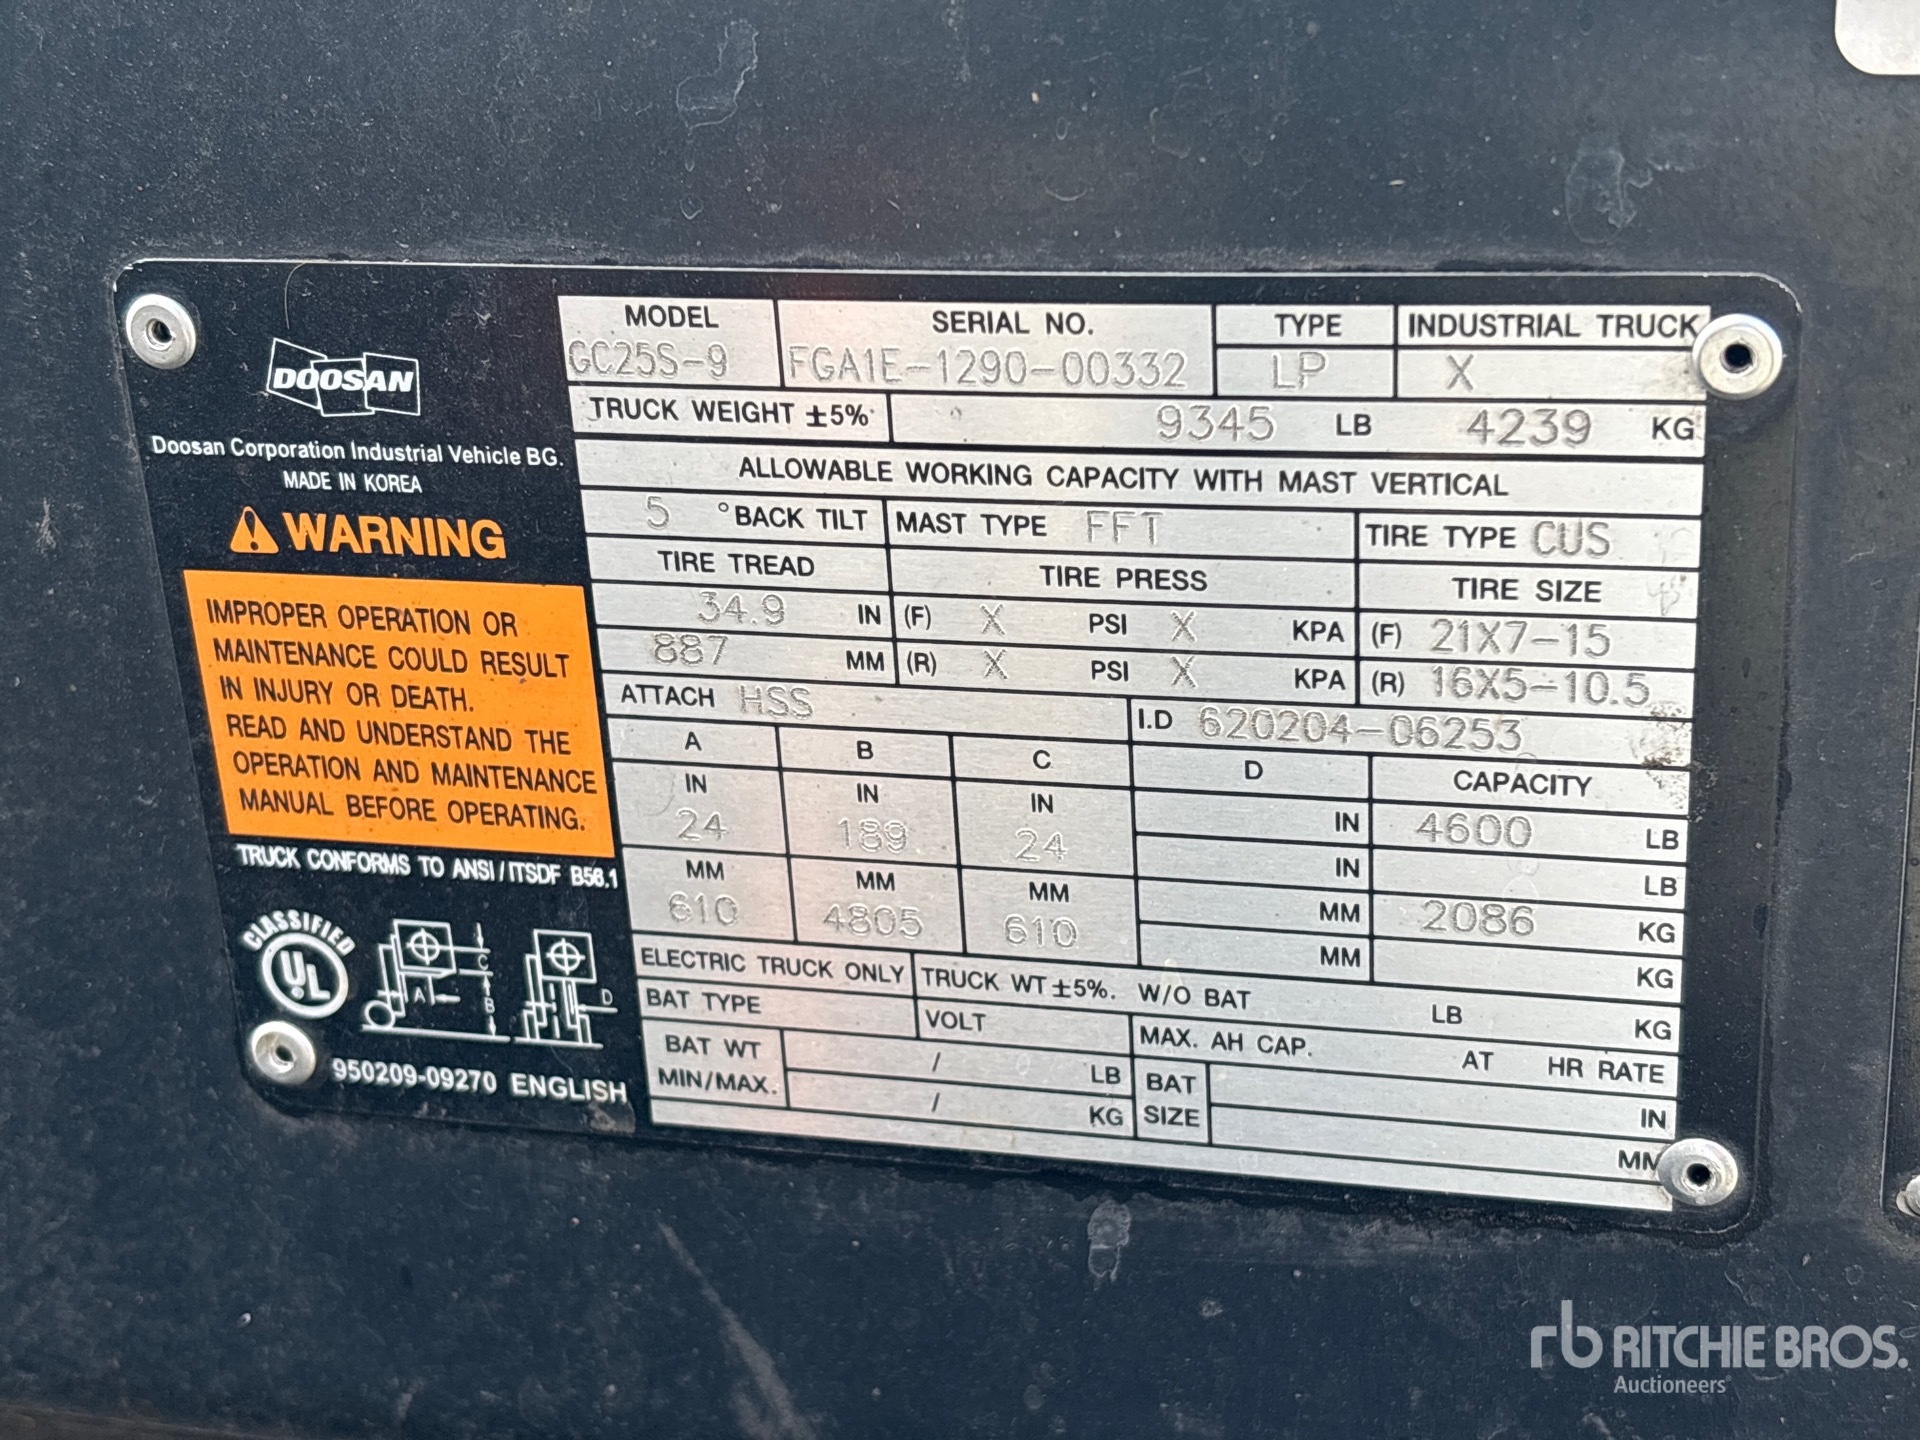 DOOSAN
Doosan Corporation Industrial Vehicle BG.
MADE IN KOREA
WARNING
IMPROPER OPERATION OR
MAINTENANCE COULD RESULT
IN INJURY OR DEATH.
READ AND UNDERSTAND THE
OPERATION AND MAINTENANCE
MANUAL BEFORE OPERATING.
TRUCK CONFORMS TO ANSI/ITSDF B56.1
CLASSIFIED
UL
A C B D
950209-09270 ENGLISH
MODEL SERIAL NO. TYPE INDUSTRIAL TRUCK
GC25S-9 FGA1E-1290-00332 LP X
TRUCK WEIGHT ±5% 9345 LB 4239 KG
ALLOWABLE WORKING CAPACITY WITH MAST VERTICAL
5 °BACK TILT MAST TYPE FFT TIRE TYPE CUS
TIRE TREAD TIRE PRESS TIRE SIZE
34.9 IN (F) X PSI X KPA (F) 21X7-15
887 MM (R) X PSI X KPA (R) 16X5-10.5
ATTACH HSS I.D 620204-06253
A B C D CAPACITY
IN IN IN IN 4600 LB
24 189 24 IN LB
MM MM MM MM 2086 KG
610 4805 610 MM KG
ELECTRIC TRUCK ONLY TRUCK WT ±5%. W/O BAT LB KG
BAT TYPE VOLT MAX. AH CAP. AT HR RATE
BAT WT MIN/MAX. / LB BAT SIZE IN
/ KG MM
rb RITCHIE BROS.
Auctioneers